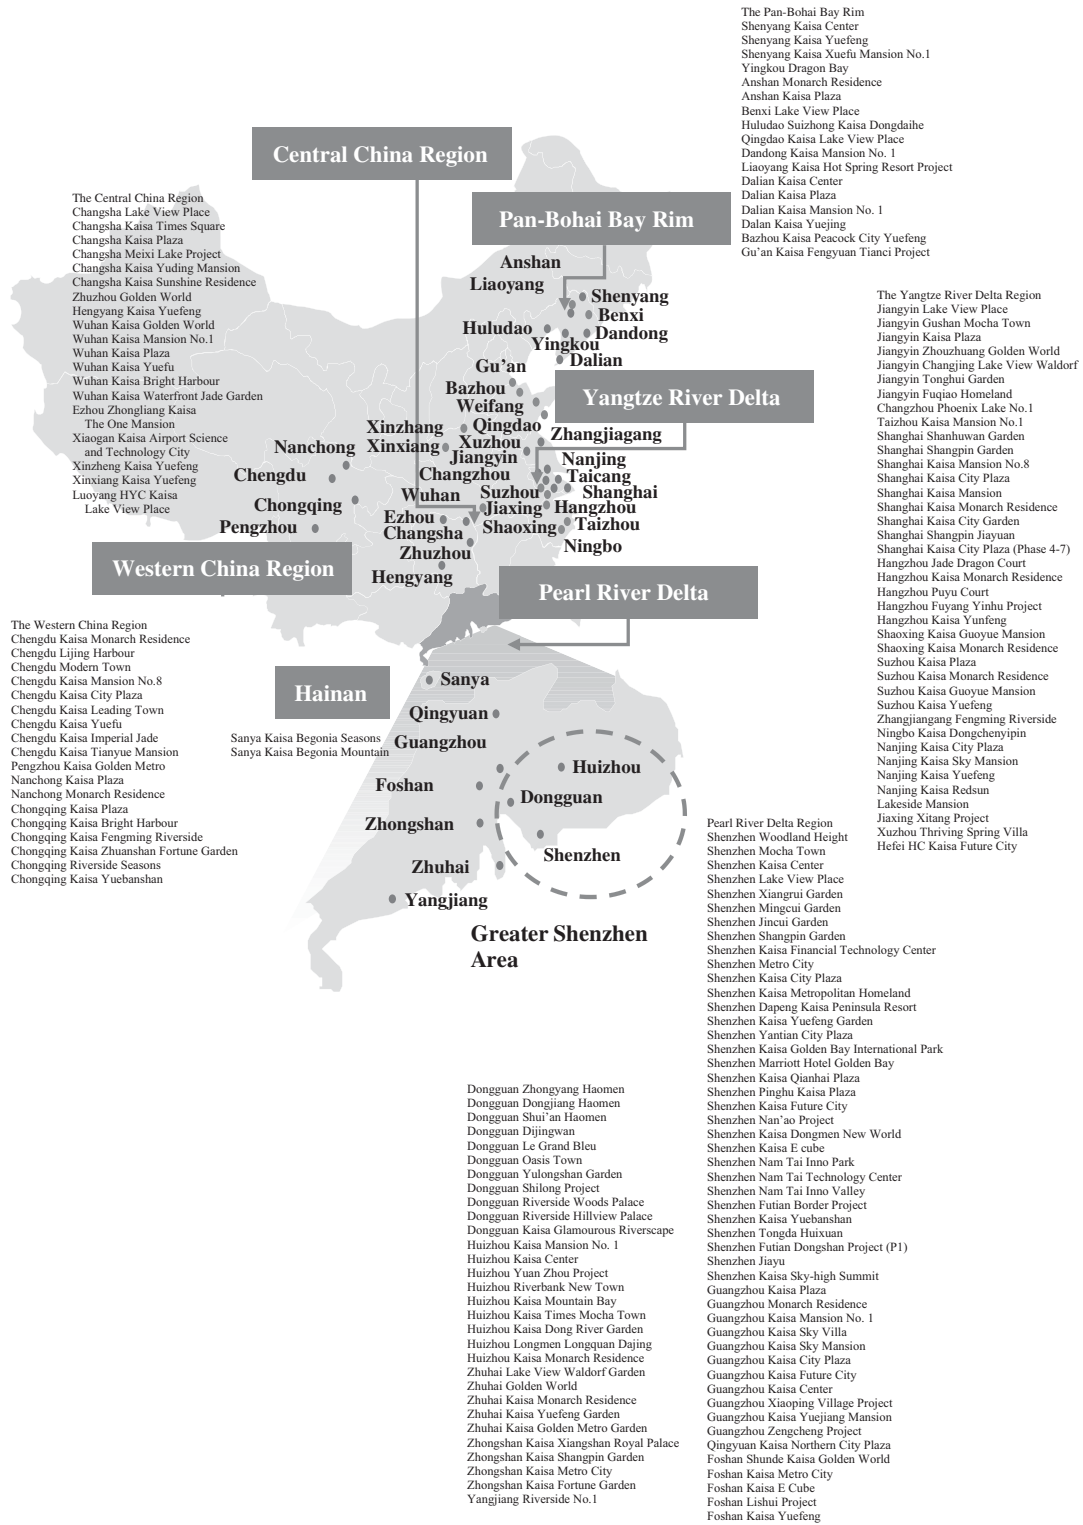 The Pan-Bohai Bay Rim
Shenyang Kaisa Center
Shenyang Kaisa Yuefeng
Shenyang Kaisa Xuefu Mansion No.1
Yingkou Dragon Bay
Anshan Monarch Residence
Anshan Kaisa Plaza
Benxi Lake View Place
Huludao Suizhong Kaisa Dongdaihe
Qingdao Kaisa Lake View Place
Dandong Kaisa Mansion No. 1
Liaoyang Kaisa Hot Spring Resort Project
Dalian Kaisa Center
Dalian Kaisa Plaza
Dalian Kaisa Mansion No. 1
Dalan Kaisa Yuejing
Bazhou Kaisa Peacock City Yuefeng
Gu'an Kaisa Fengyuan Tianci Project
Central China Region
Pan-Bohai Bay Rim
The Central China Region
Changsha Lake View Place
Changsha Kaisa Times Square
Changsha Kaisa Plaza
Changsha Meixi Lake Project
Changsha Kaisa Yuding Mansion
Changsha Kaisa Sunshine Residence
Zhuzhou Golden World
Hengyang Kaisa Yuefeng
Wuhan Kaisa Golden World
Wuhan Kaisa Mansion No.1
Wuhan Kaisa Plaza
Wuhan Kaisa Yuefu
Wuhan Kaisa Bright Harbour
Wuhan Kaisa Waterfront Jade Garden
Ezhou Zhongliang Kaisa
The One Mansion
Xiaogan Kaisa Airport Science
and Technology City
Xinzheng Kaisa Yuefeng
Xinxiang Kaisa Yuefeng
Luoyang HYC Kaisa
Lake View Place
Anshan
Liaoyang
Shenyang
Benxi
Huludao
Dandong
Yingkou
Dalian
Gu'an
Bazhou
Weifang
Yangtze River Delta
Xinzhang
Qingdao
Zhangjiagang
Nanchong
Xinxiang
Xuzhou
Jiangyin
Nanjing
Chengdu
Changzhou
Taicang
Wuhan
Suzhou
Shanghai
Chongqing
Jiaxing
Hangzhou
Ezhou
Pengzhou
Changsha
Shaoxing
Taizhou
Zhuzhou
Ningbo
Western China Region
Hengyang
Pearl River Delta
The Yangtze River Delta Region
Jiangyin Lake View Place
Jiangyin Gushan Mocha Town
Jiangyin Kaisa Plaza
Jiangyin Zhouzhuang Golden World
Jiangyin Changjing Lake View Waldorf
Jiangyin Tonghui Garden
Jiangyin Fuqiao Homeland
Changzhou Phoenix Lake No.1
Taizhou Kaisa Mansion No.1
Shanghai Shanhuwan Garden
Shanghai Shangpin Garden
Shanghai Kaisa Mansion No.8
Shanghai Kaisa City Plaza
Shanghai Kaisa Mansion
Shanghai Kaisa Monarch Residence
Shanghai Kaisa City Garden
Shanghai Shangpin Jiayuan
Shanghai Kaisa City Plaza (Phase 4-7)
Hangzhou Jade Dragon Court
Hangzhou Kaisa Monarch Residence
Hangzhou Puyu Court
Hangzhou Fuyang Yinhu Project
Hangzhou Kaisa Yunfeng
Shaoxing Kaisa Guoyue Mansion
Shaoxing Kaisa Monarch Residence
Suzhou Kaisa Plaza
Suzhou Kaisa Monarch Residence
Suzhou Kaisa Guoyue Mansion
Suzhou Kaisa Yuefeng
Zhangjiangang Fengming Riverside
Ningbo Kaisa Dongchenyipin
Nanjing Kaisa City Plaza
Nanjing Kaisa Sky Mansion
Nanjing Kaisa Yuefeng
Nanjing Kaisa Redsun
Lakeside Mansion
Jiaxing Xitang Project
Xuzhou Thriving Spring Villa
Hefei HC Kaisa Future City
The Western China Region
Chengdu Kaisa Monarch Residence
Chengdu Lijing Harbour
Chengdu Modern Town
Chengdu Kaisa Mansion No.8
Chengdu Kaisa City Plaza
Chengdu Kaisa Leading Town
Chengdu Kaisa Yuefu
Chengdu Kaisa Imperial Jade
Chengdu Kaisa Tianyue Mansion
Pengzhou Kaisa Golden Metro
Nanchong Kaisa Plaza
Nanchong Monarch Residence
Chongqing Kaisa Plaza
Chongqing Kaisa Bright Harbour
Chongqing Kaisa Fengming Riverside
Chongqing Kaisa Zhuanshan Fortune Garden
Chongqing Riverside Seasons
Chongqing Kaisa Yuebanshan
Hainan
Sanya Kaisa Begonia Seasons
Sanya Kaisa Begonia Mountain
Sanya
Qingyuan
Guangzhou
Huizhou
Foshan
Dongguan
Zhongshan
Shenzhen
Zhuhai
Yangjiang
Greater Shenzhen
Area
Dongguan Zhongyang Haomen
Dongguan Dongjiang Haomen
Dongguan Shui'an Haomen
Dongguan Dijingwan
Dongguan Le Grand Bleu
Dongguan Oasis Town
Dongguan Yulongshan Garden
Dongguan Shilong Project
Dongguan Riverside Woods Palace
Dongguan Riverside Hillview Palace
Dongguan Kaisa Glamourous Riverscape
Huizhou Kaisa Mansion No. 1
Huizhou Kaisa Center
Huizhou Yuan Zhou Project
Huizhou Riverbank New Town
Huizhou Kaisa Mountain Bay
Huizhou Kaisa Times Mocha Town
Huizhou Kaisa Dong River Garden
Huizhou Longmen Longquan Dajing
Huizhou Kaisa Monarch Residence
Zhuhai Lake View Waldorf Garden
Zhuhai Golden World
Zhuhai Kaisa Monarch Residence
Zhuhai Kaisa Yuefeng Garden
Zhuhai Kaisa Golden Metro Garden
Zhongshan Kaisa Xiangshan Royal Palace
Zhongshan Kaisa Shangpin Garden
Zhongshan Kaisa Metro City
Zhongshan Kaisa Fortune Garden
Yangjiang Riverside No.1
Pearl River Delta Region
Shenzhen Woodland Height
Shenzhen Mocha Town
Shenzhen Kaisa Center
Shenzhen Lake View Place
Shenzhen Xiangrui Garden
Shenzhen Mingcui Garden
Shenzhen Jincui Garden
Shenzhen Shangpin Garden
Shenzhen Kaisa Financial Technology Center
Shenzhen Metro City
Shenzhen Kaisa City Plaza
Shenzhen Kaisa Metropolitan Homeland
Shenzhen Dapeng Kaisa Peninsula Resort
Shenzhen Kaisa Yuefeng Garden
Shenzhen Yantian City Plaza
Shenzhen Kaisa Golden Bay International Park
Shenzhen Marriott Hotel Golden Bay
Shenzhen Kaisa Qianhai Plaza
Shenzhen Pinghu Kaisa Plaza
Shenzhen Kaisa Future City
Shenzhen Nan'ao Project
Shenzhen Kaisa Dongmen New World
Shenzhen Kaisa E cube
Shenzhen Nam Tai Inno Park
Shenzhen Nam Tai Technology Center
Shenzhen Nam Tai Inno Valley
Shenzhen Futian Border Project
Shenzhen Kaisa Yuebanshan
Shenzhen Tongda Huixuan
Shenzhen Futian Dongshan Project (P1)
Shenzhen Jiayu
Shenzhen Kaisa Sky-high Summit
Guangzhou Kaisa Plaza
Guangzhou Monarch Residence
Guangzhou Kaisa Mansion No. 1
Guangzhou Kaisa Sky Villa
Guangzhou Kaisa Sky Mansion
Guangzhou Kaisa City Plaza
Guangzhou Kaisa Future City
Guangzhou Kaisa Center
Guangzhou Xiaoping Village Project
Guangzhou Kaisa Yuejiang Mansion
Guangzhou Zengcheng Project
Qingyuan Kaisa Northern City Plaza
Foshan Shunde Kaisa Golden World
Foshan Kaisa Metro City
Foshan Kaisa E Cube
Foshan Lishui Project
Foshan Kaisa Yuefeng